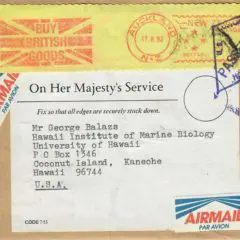 BUY
BRITISH
GOODS
AUCKLAND
N-Z
NEW
PASS
AIRMAIL
PAR AVION
On Her Majesty's Service
Fix so that all edges are securely stuck down.
Mr George Balazs
Hawaii Institute of Marine Biology
University of Hawaii
P O Box 1346
Coconut Island, Kaneohe
Hawaii 96744
U.S.A.
AIRMAIL
PAR AVION